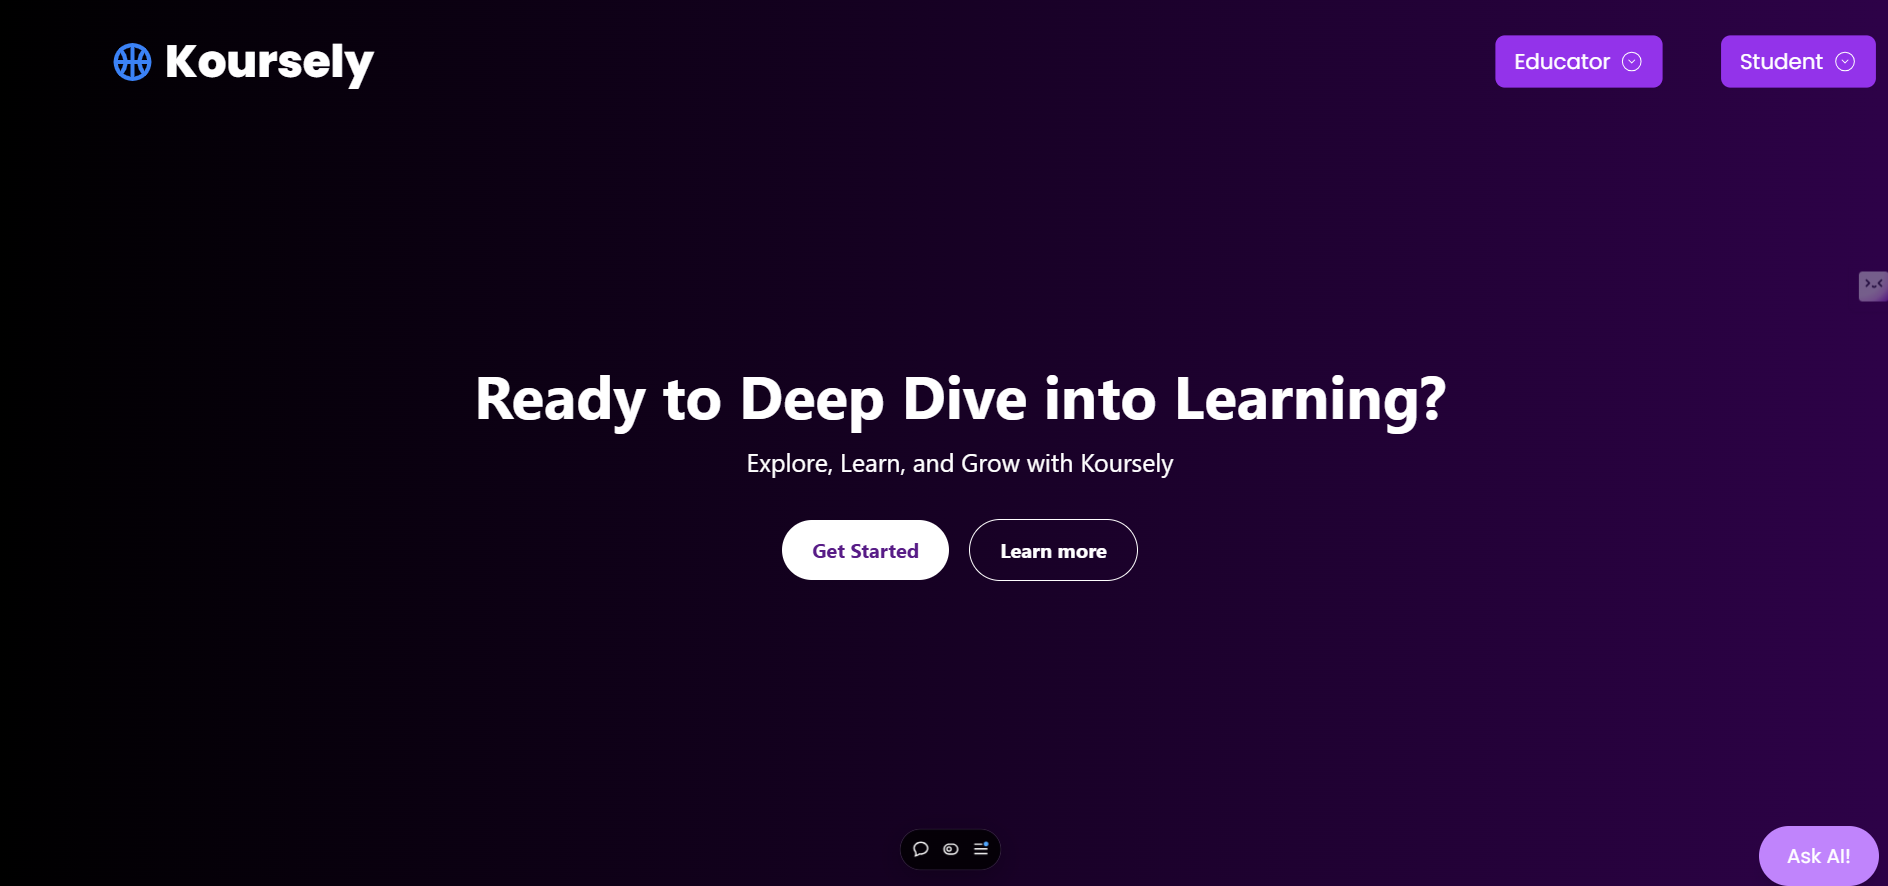 Koursely
Educator
Student
Ready to Deep Dive into Learning?
Explore, Learn, and Grow with Koursely
Get Started
Learn more
Ask AI!